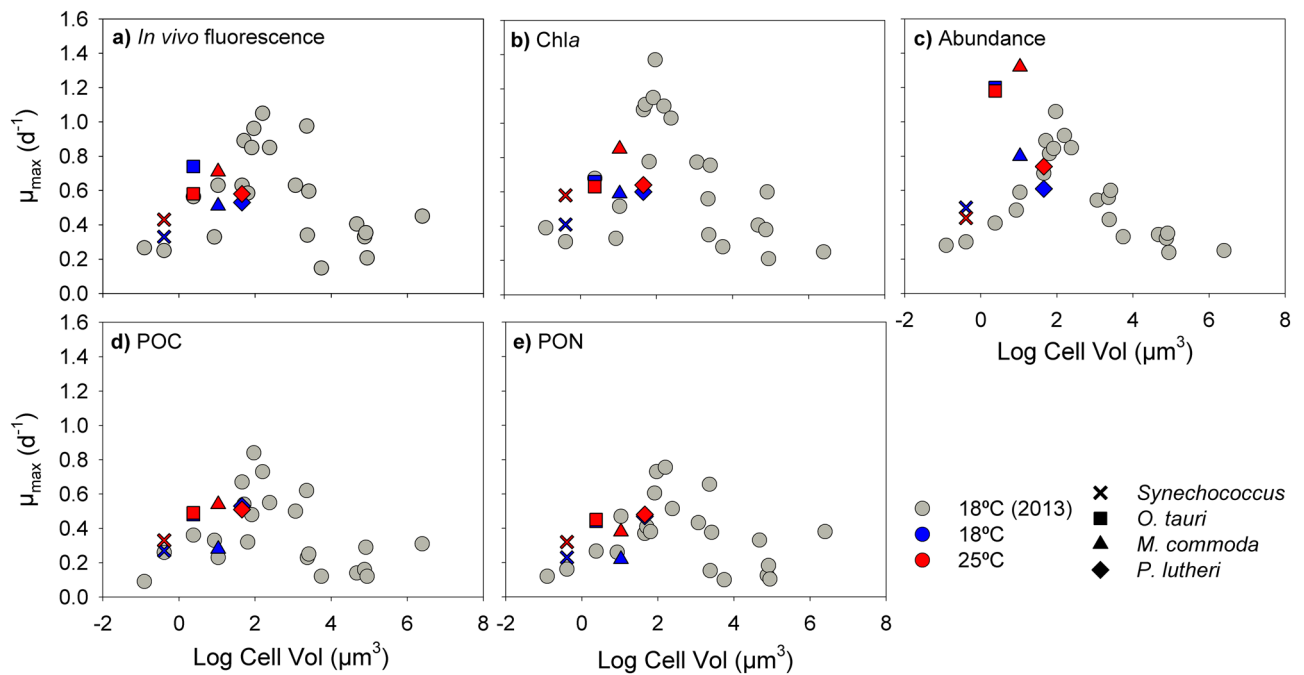 1.6
1.4
1.2
1.0
0.8
0.6
0.4
0.2
0.0
μmax (d-1)
a) In vivo fluorescence
b) Chla
c) Abundance
-2 0 2 4 6 8
Log Cell Vol (μm3)
1.6
1.4
1.2
1.0
0.8
0.6
0.4
0.2
0.0
μmax (d-1)
d) POC
e) PON
-2 0 2 4 6 8
Log Cell Vol (μm3)
-2 0 2 4 6 8
Log Cell Vol (μm3)
18ºC (2013)
18ºC
25ºC
Synechococcus
O. tauri
M. commoda
P. lutheri